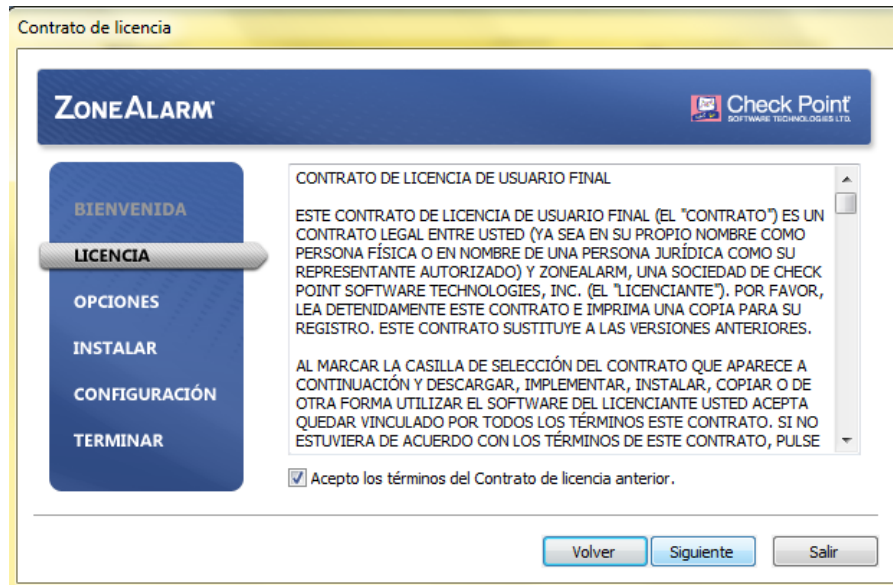 Contrato de licencia
ZONEALARM®
Check Point
SOFTWARE TECHNOLOGIES LTD.
BIENVENIDA
LICENCIA
OPCIONES
INSTALAR
CONFIGURACIÓN
TERMINAR
CONTRATO DE LICENCIA DE USUARIO FINAL
ESTE CONTRATO DE LICENCIA DE USUARIO FINAL (EL "CONTRATO") ES UN
CONTRATO LEGAL ENTRE USTED (YA SEA EN SU PROPIO NOMBRE COMO
PERSONA FÍSICA O EN NOMBRE DE UNA PERSONA JURÍDICA COMO SU
REPRESENTANTE AUTORIZADO) Y ZONEALARM, UNA SOCIEDAD DE CHECK
POINT SOFTWARE TECHNOLOGIES, INC. (EL "LICENCIANTE"). POR FAVOR,
LEA DETENIDAMENTE ESTE CONTRATO E IMPRIMA UNA COPIA PARA SU
REGISTRO. ESTE CONTRATO SUSTITUYE A LAS VERSIONES ANTERIORES.
AL MARCAR LA CASILLA DE SELECCIÓN DEL CONTRATO QUE APARECE A
CONTINUACIÓN Y DESCARGAR, IMPLEMENTAR, INSTALAR, COPIAR O DE
OTRA FORMA UTILIZAR EL SOFTWARE DEL LICENCIANTE USTED ACEPTA
QUEDAR VINCULADO POR TODOS LOS TÉRMINOS ESTE CONTRATO. SI NO
ESTUVIERA DE ACUERDO CON LOS TÉRMINOS DE ESTE CONTRATO, PULSE
Acepto los términos del Contrato de licencia anterior.
Volver
Siguiente
Salir